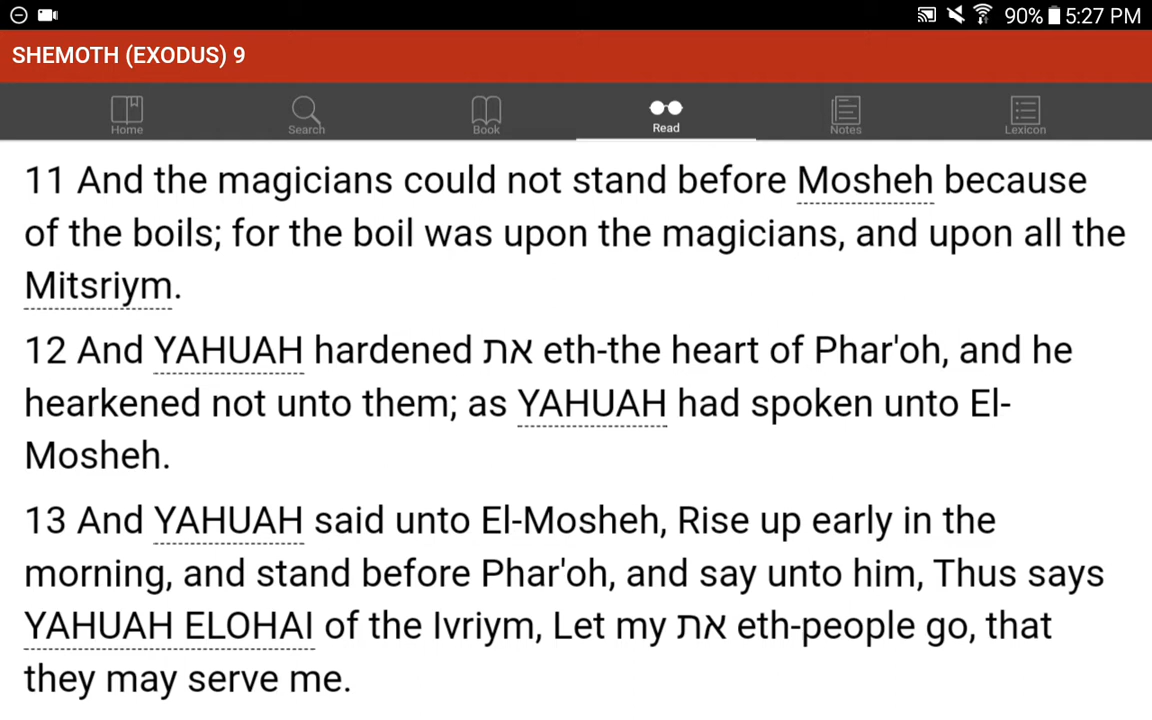 90% 5:27 PM
SHEMOTH (EXODUS) 9
Home Search Book Read Notes Lexicon
11 And the magicians could not stand before Mosheh because
of the boils; for the boil was upon the magicians, and upon all the
Mitsriym.
12 And YAHUAH hardened את eth-the heart of Phar'oh, and he
hearkened not unto them; as YAHUAH had spoken unto El-
Mosheh.
13 And YAHUAH said unto El-Mosheh, Rise up early in the
morning, and stand before Phar'oh, and say unto him, Thus says
YAHUAH ELOHAI of the Ivriym, Let my את eth-people go, that
they may serve me.